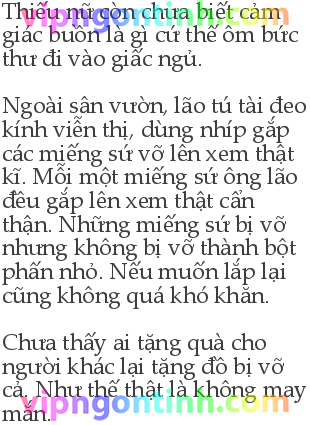 Thiếu nữ còn chưa biết cảm
giác buồn là gì cứ thế ôm bức
thư đi vào giấc ngủ.
Ngoài sân vườn, lão tú tài đeo
kính viễn thị, dùng nhíp gắp
các miếng sứ vỡ lên xem thật
kĩ. Mỗi một miếng sứ ông lão
đều gắp lên xem thật cẩn
thận. Những miếng sứ bị vỡ
nhưng không bị vỡ thành bột
phấn nhỏ. Nếu muốn lắp lại
cũng không quá khó khăn.
Chưa thấy ai tặng quà cho
người khác lại tặng đồ bị vỡ
cả. Như thế thật là không may
mắn.
vipngontinh.com
vipngontinh.com